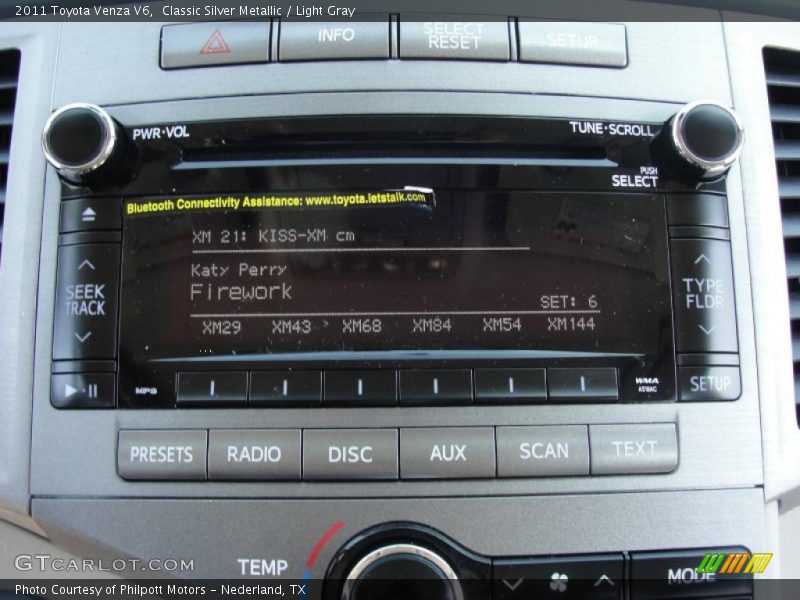 2011 Toyota Venza V6,  Classic Silver Metallic / Light Gray
INFO
SELECT
RESET
SETUP
PWR·VOL
TUNE·SCROLL
PUSH
SELECT
Bluetooth Connectivity Assistance: www.toyota.letstalk.com
XM 21: KISS-XM cm
Katy Perry
Firework
SET: 6
XM29 XM43 XM68 XM84 XM54 XM144
SEEK
TRACK
TYPE
FLDR
MP3
WMA
SETUP
PRESETS RADIO DISC AUX SCAN TEXT
TEMP
MODE
GTCARLOT.COM
Photo Courtesy of Philpott Motors - Nederland, TX